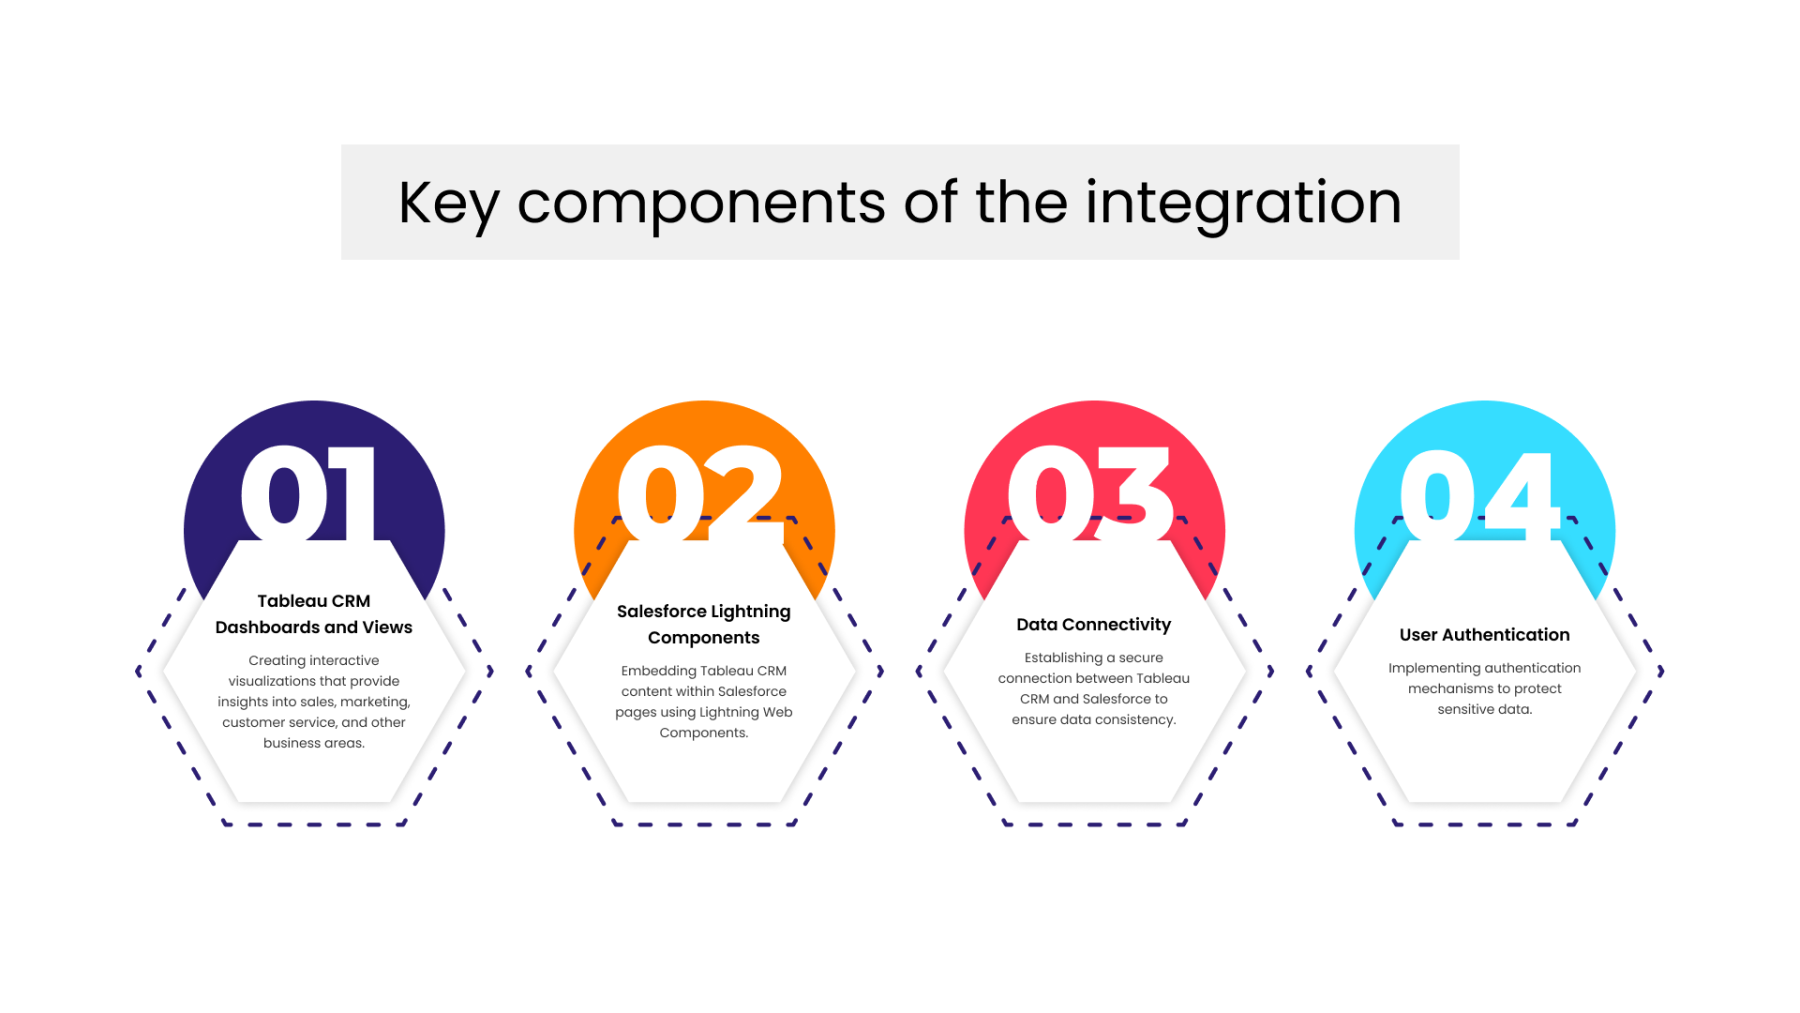 Key components of the integration
01
Tableau CRM
Dashboards and Views
Creating interactive
visualizations that provide
insights into sales, marketing,
customer service, and other
business areas.
02
Salesforce Lightning
Components
Embedding Tableau CRM
content within Salesforce
pages using Lightning Web
Components.
03
Data Connectivity
Establishing a secure
connection between Tableau
CRM and Salesforce to
ensure data consistency.
04
User Authentication
Implementing authentication
mechanisms to protect
sensitive data.